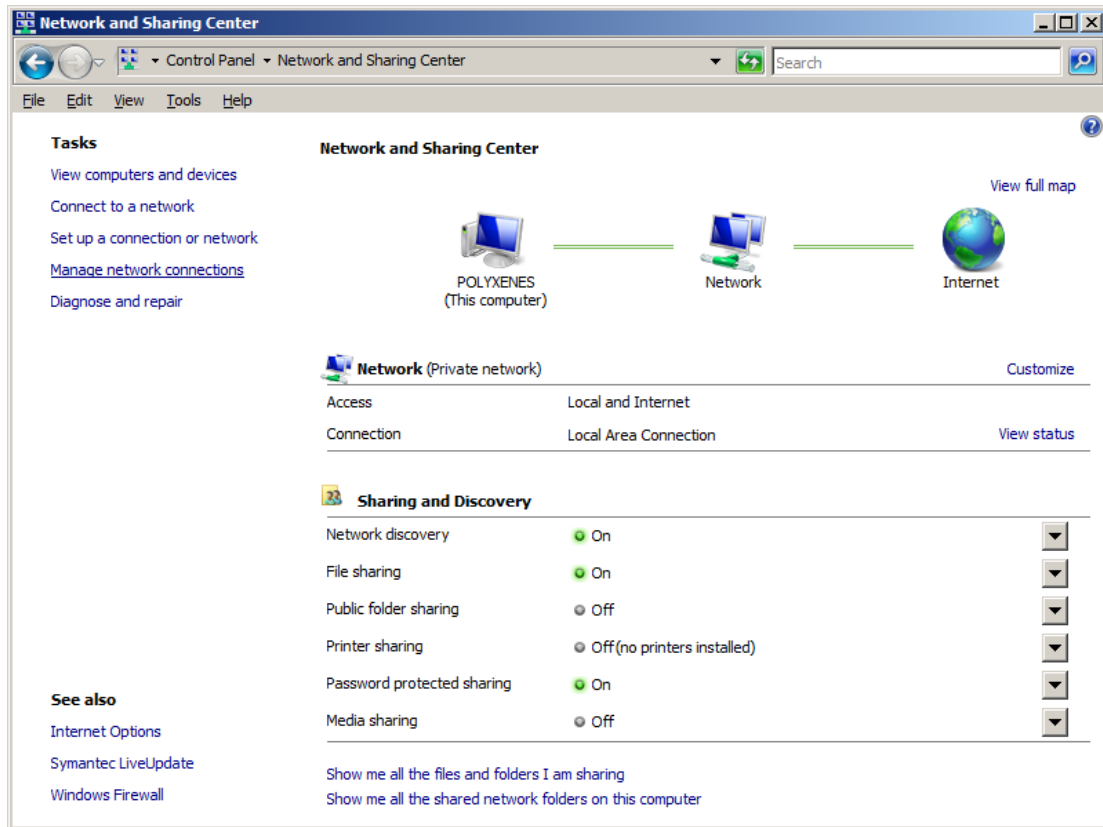 Network and Sharing Center
Control Panel Network and Sharing Center
Search
File Edit View Tools Help
Tasks
View computers and devices
Connect to a network
Set up a connection or network
Manage network connections
Diagnose and repair
See also
Internet Options
Symantec LiveUpdate
Windows Firewall
Network and Sharing Center
View full map
POLYXENES
(This computer)
Network
Internet
Network (Private network) Customize
Access Local and Internet
Connection Local Area Connection View status
Sharing and Discovery
Network discovery On
File sharing On
Public folder sharing Off
Printer sharing Off(no printers installed)
Password protected sharing On
Media sharing Off
Show me all the files and folders I am sharing
Show me all the shared network folders on this computer